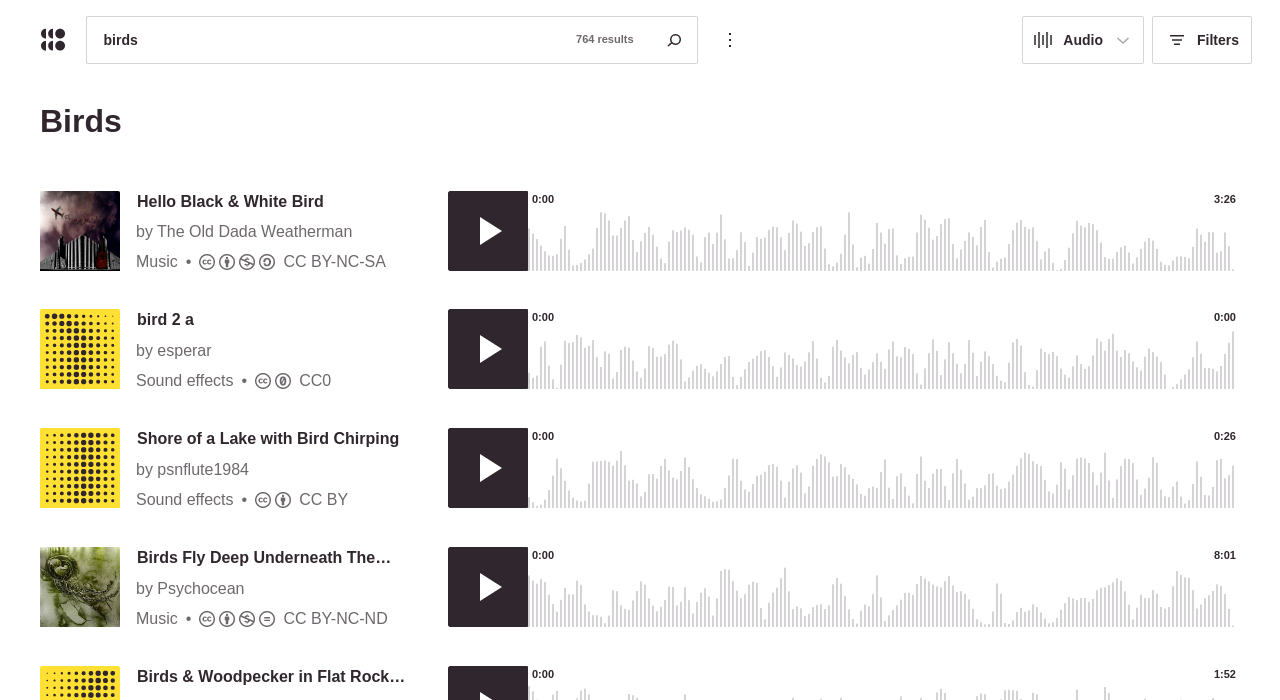 birds
764 results
Audio
Filters
Birds
Hello Black & White Bird
by The Old Dada Weatherman
Music • CC BY-NC-SA
0:00
3:26
bird 2 a
by esperar
Sound effects • CC0
0:00
0:00
Shore of a Lake with Bird Chirping
by psnflute1984
Sound effects • CC BY
0:00
0:26
Birds Fly Deep Underneath The…
by Psychocean
Music • CC BY-NC-ND
0:00
8:01
Birds & Woodpecker in Flat Rock…
0:00
1:52